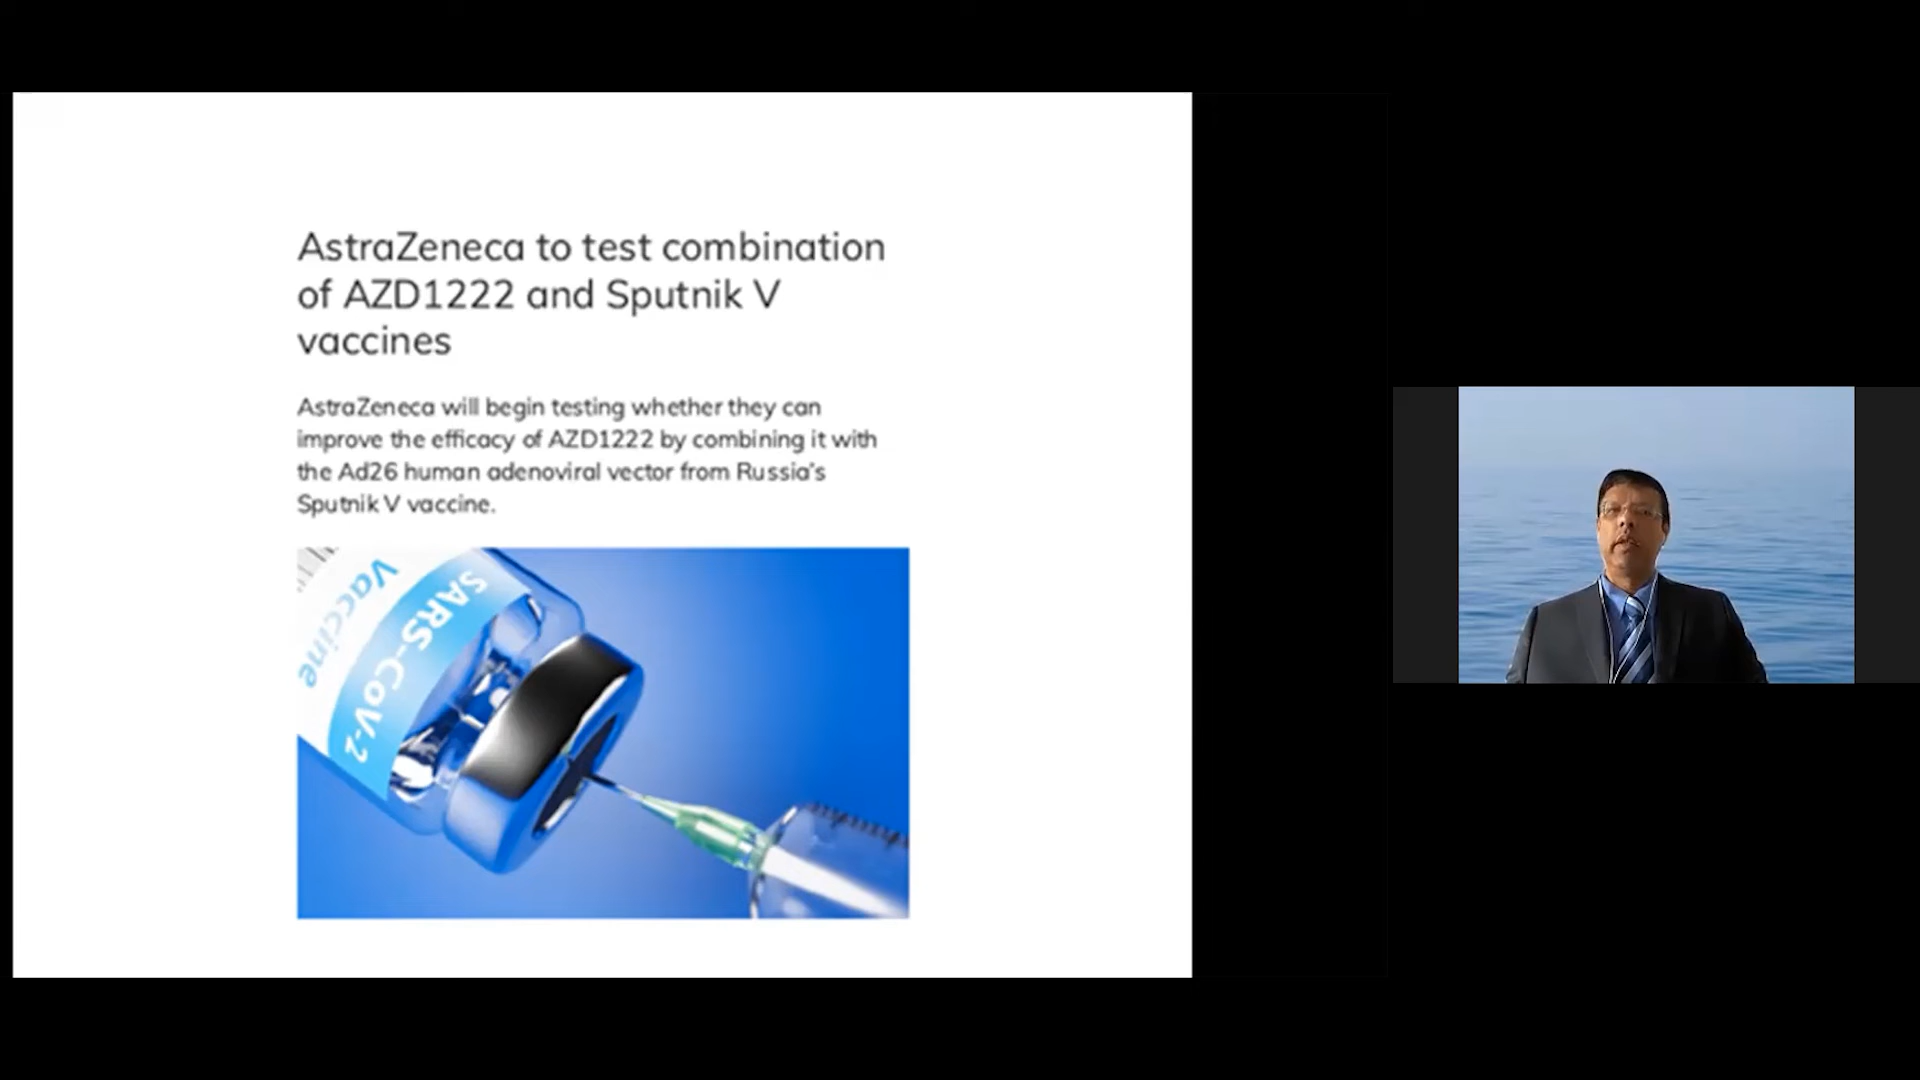 AstraZeneca to test combination
of AZD1222 and Sputnik V
vaccines
AstraZeneca will begin testing whether they can
improve the efficacy of AZD1222 by combining it with
the Ad26 human adenoviral vector from Russia's
Sputnik V vaccine.
SARS-CoV-2
Vaccine